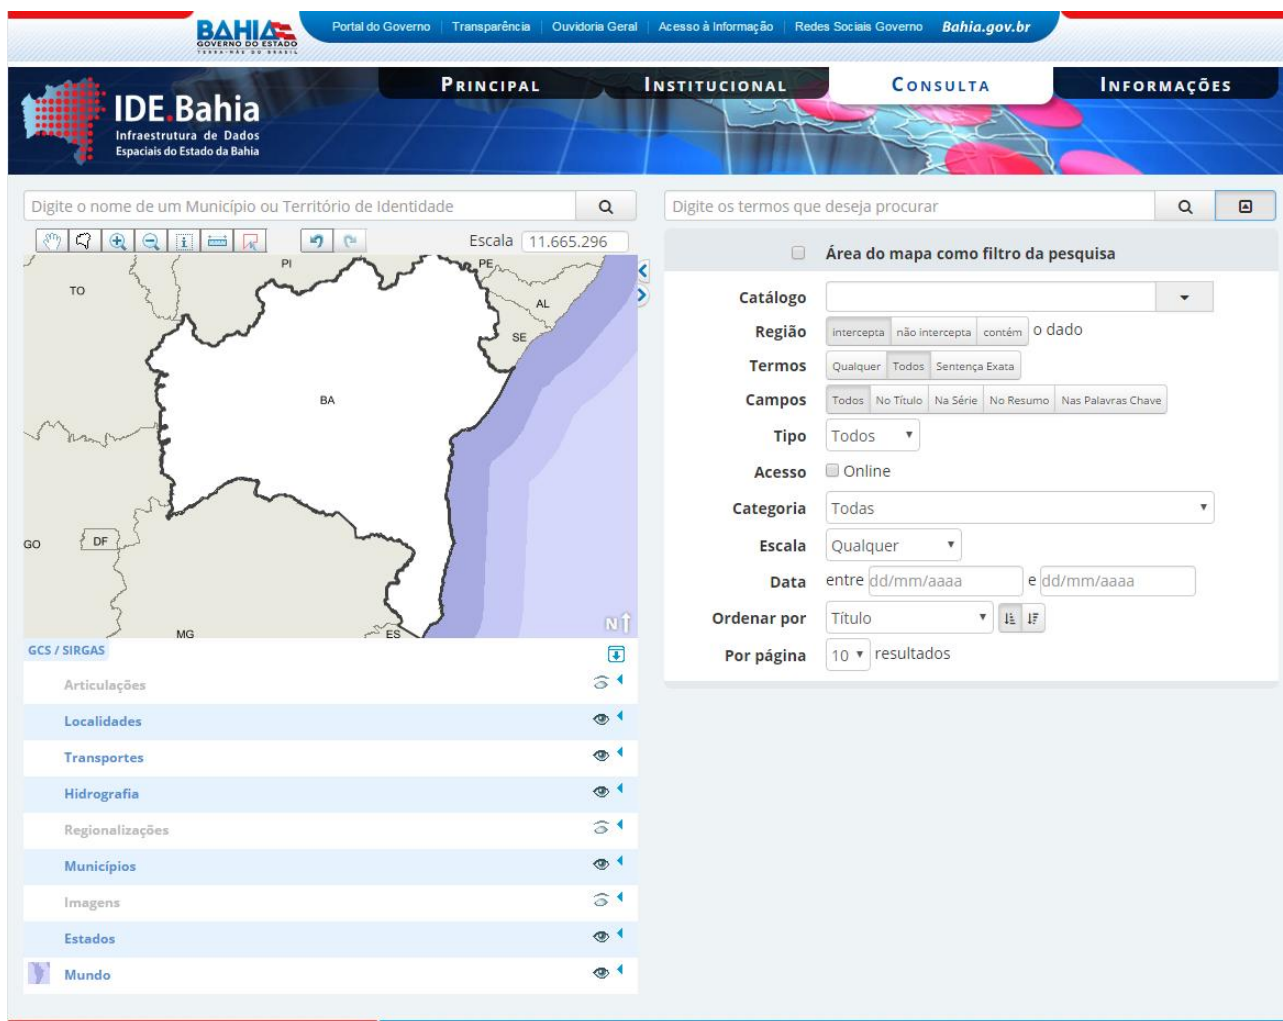 BAHIA
GOVERNO DO ESTADO
TERRA-MÃE DO BRASIL
Portal do Governo Transparência Ouvidoria Geral Acesso à Informação Redes Sociais Governo Bahia.gov.br
PRINCIPAL INSTITUCIONAL CONSULTA INFORMAÇÕES
IDE.Bahia
Infraestrutura de Dados
Espaciais do Estado da Bahia
Digite o nome de um Município ou Território de Identidade
Escala 11.665.296
PI PE
TO AL
SE
BA
GO DF
MG ES
N
GCS / SIRGAS
Articulações
Localidades
Transportes
Hidrografia
Regionalizações
Municípios
Imagens
Estados
Mundo
Digite os termos que deseja procurar
Área do mapa como filtro da pesquisa
Catálogo
Região intercepta não intercepta contém o dado
Termos Qualquer Todos Sentença Exata
Campos Todos No Título Na Série No Resumo Nas Palavras Chave
Tipo Todos
Acesso Online
Categoria Todas
Escala Qualquer
Data entre dd/mm/aaaa e dd/mm/aaaa
Ordenar por Título
Por página 10 resultados